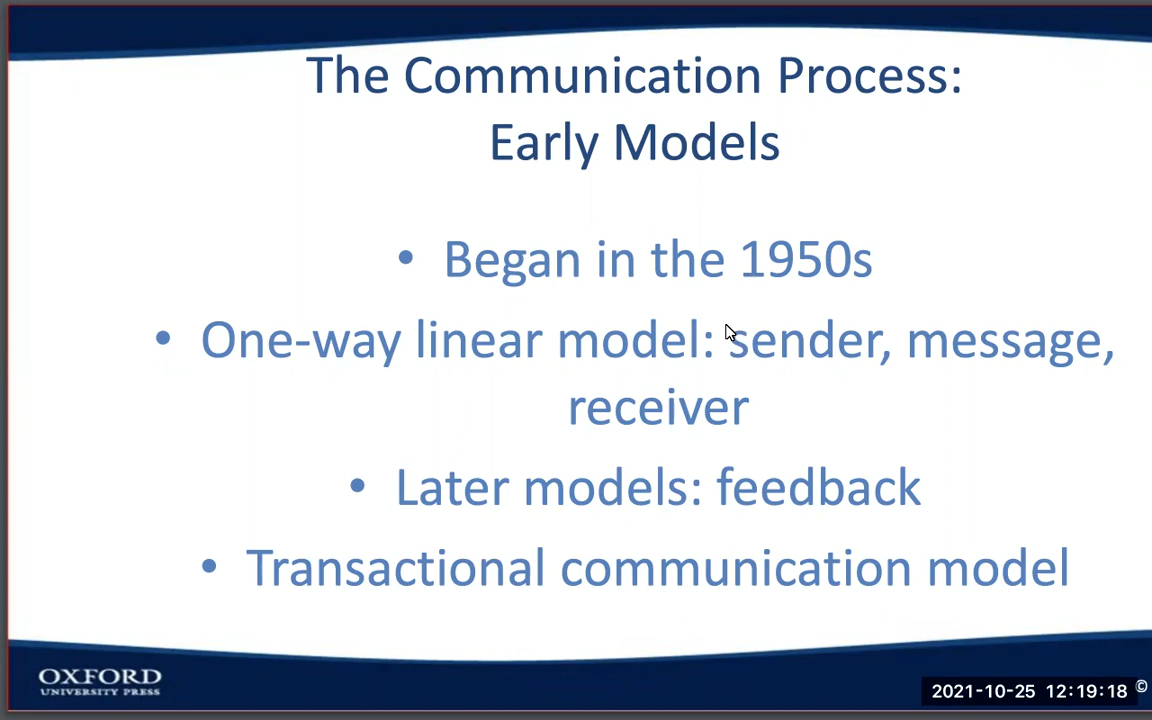 The Communication Process:
Early Models
• Began in the 1950s
• One-way linear model: sender, message,
receiver
• Later models: feedback
• Transactional communication model
OXFORD
UNIVERSITY PRESS
2021-10-25 12:19:18 ©